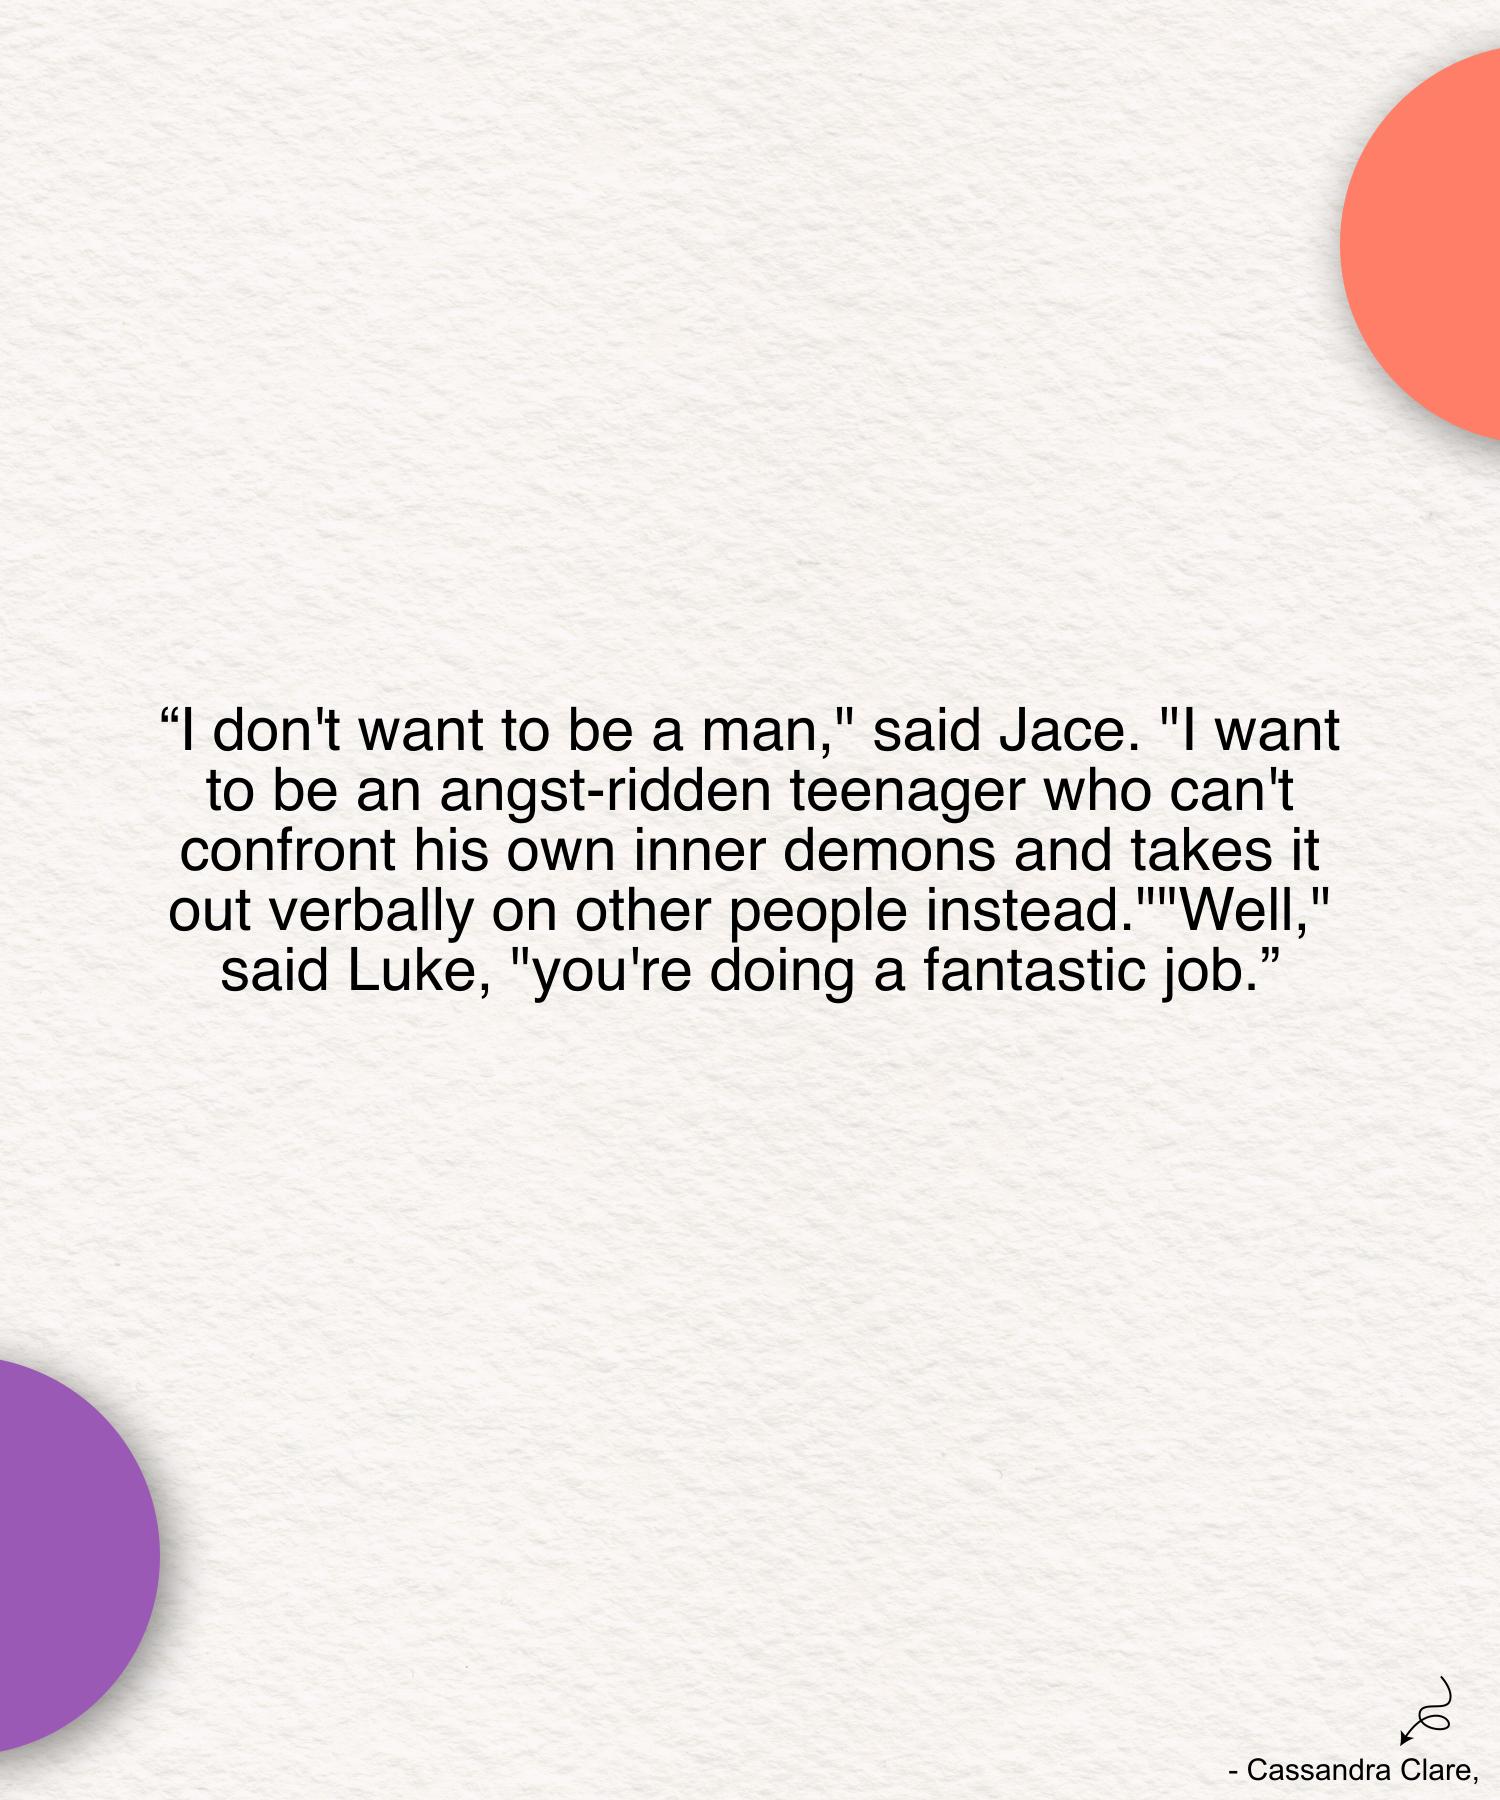 “I don't want to be a man," said Jace. "I want
to be an angst-ridden teenager who can't
confront his own inner demons and takes it
out verbally on other people instead.""Well,"
said Luke, "you're doing a fantastic job.”
- Cassandra Clare,